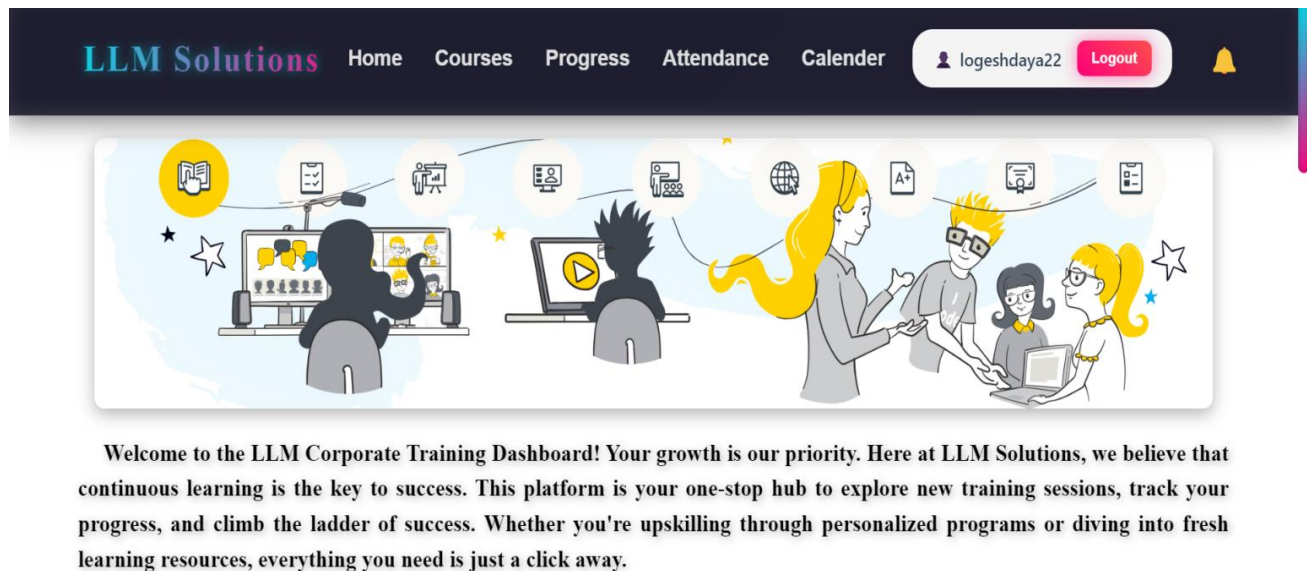 LLM Solutions Home Courses Progress Attendance Calender logeshdaya22 Logout
A+
Welcome to the LLM Corporate Training Dashboard! Your growth is our priority. Here at LLM Solutions, we believe that
continuous learning is the key to success. This platform is your one-stop hub to explore new training sessions, track your
progress, and climb the ladder of success. Whether you're upskilling through personalized programs or diving into fresh
learning resources, everything you need is just a click away.